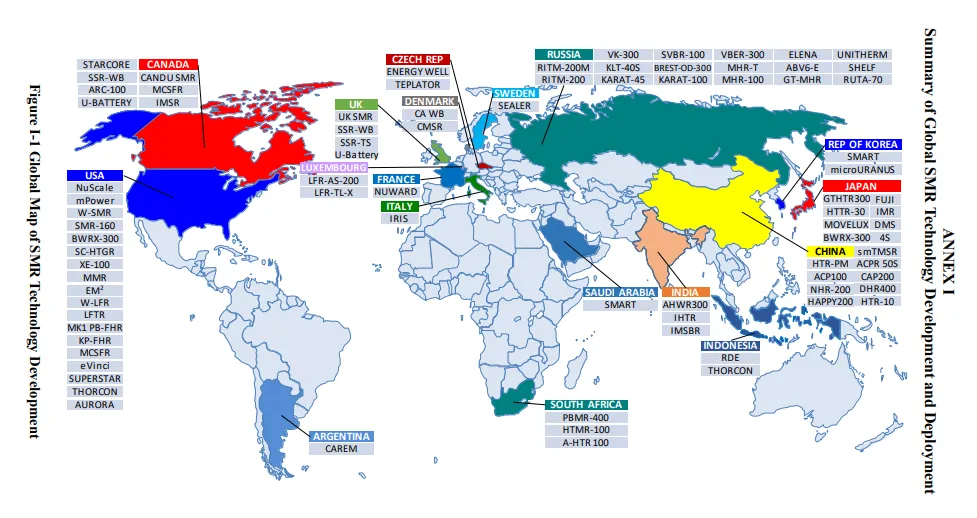 ANNEX I
Summary of Global SMR Technology Development and Deployment
STARCORE
SSR-WB
ARC-100
U-BATTERY
CANADA
CANDU SMR
MCSFR
IMSR
CZECH REP
ENERGY WELL
TEPLATOR
RUSSIA VK-300 SVBR-100 VBER-300 ELENA UNITHERM
RITM-200M KLT-40S BREST-OD-300 MHR-T ABV6-E SHELF
RITM-200 KARAT-45 KARAT-100 MHR-100 GT-MHR RUTA-70
SWEDEN
SEALER
UK
UK SMR
SSR-WB
SSR-TS
U-Battery
DENMARK
CA WB
CMSR
LUXEMBOURG
LFR-AS-200
LFR-TL-X
FRANCE
NUWARD
ITALY
IRIS
REP OF KOREA
SMART
microURANUS
JAPAN
GTHTR300 FUJI
HTTR-30 IMR
MOVELUX DMS
BWRX-300 4S
CHINA smTMSR
HTR-PM ACPR 50S
ACP100 CAP200
NHR-200 DHR400
HAPPY200 HTR-10
USA
NuScale
mPower
W-SMR
SMR-160
BWRX-300
SC-HTGR
XE-100
MMR
EM²
W-LFR
LFTR
MK1 PB-FHR
KP-FHR
MCSFR
eVinci
SUPERSTAR
THORCON
AURORA
SAUDI ARABIA
SMART
INDIA
AHWR300
IHTR
IMSBR
INDONESIA
RDE
THORCON
SOUTH AFRICA
PBMR-400
HTMR-100
A-HTR 100
ARGENTINA
CAREM
Figure I-1 Global Map of SMR Technology Development